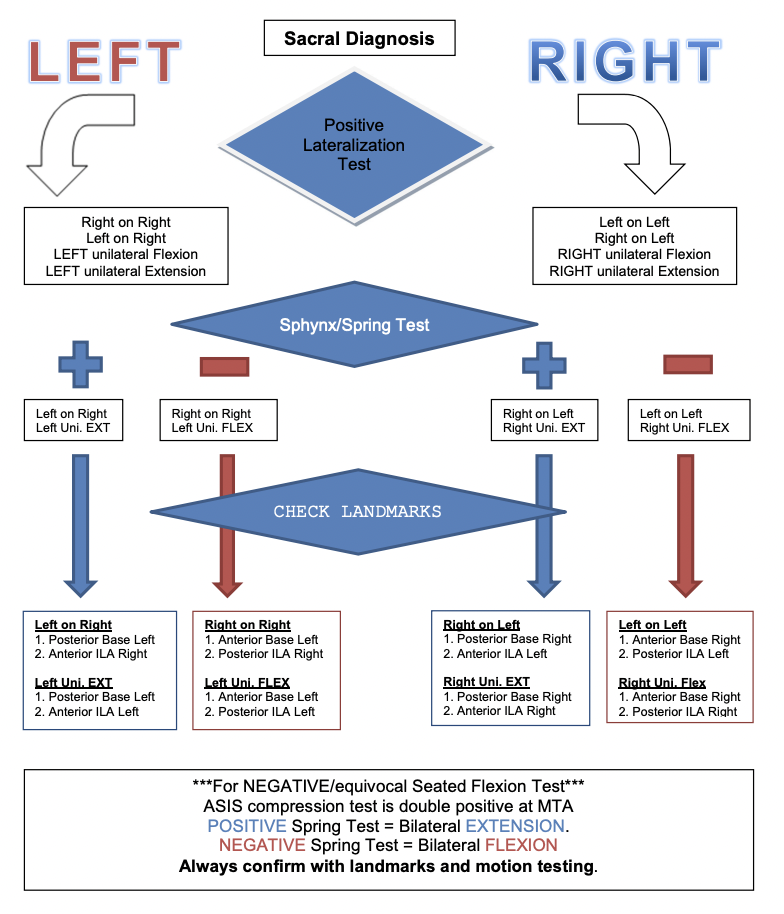 Sacral Diagnosis
LEFT
RIGHT
Positive
Lateralization
Test
Right on Right
Left on Right
LEFT unilateral Flexion
LEFT unilateral Extension
Left on Left
Right on Left
RIGHT unilateral Flexion
RIGHT unilateral Extension
Sphynx/Spring Test
Left on Right
Left Uni. EXT
Right on Right
Left Uni. FLEX
Right on Left
Right Uni. EXT
Left on Left
Right Uni. FLEX
CHECK LANDMARKS
Left on Right
1. Posterior Base Left
2. Anterior ILA Right
Left Uni. EXT
1. Posterior Base Left
2. Anterior ILA Left
Right on Right
1. Anterior Base Left
2. Posterior ILA Right
Left Uni. FLEX
1. Anterior Base Left
2. Posterior ILA Left
Right on Left
1. Posterior Base Right
2. Anterior ILA Left
Right Uni. EXT
1. Posterior Base Right
2. Anterior ILA Right
Left on Left
1. Anterior Base Right
2. Posterior ILA Left
Right Uni. Flex
1. Anterior Base Right
2. Posterior ILA Right
***For NEGATIVE/equivocal Seated Flexion Test***
ASIS compression test is double positive at MTA
POSITIVE Spring Test = Bilateral EXTENSION.
NEGATIVE Spring Test = Bilateral FLEXION
Always confirm with landmarks and motion testing.